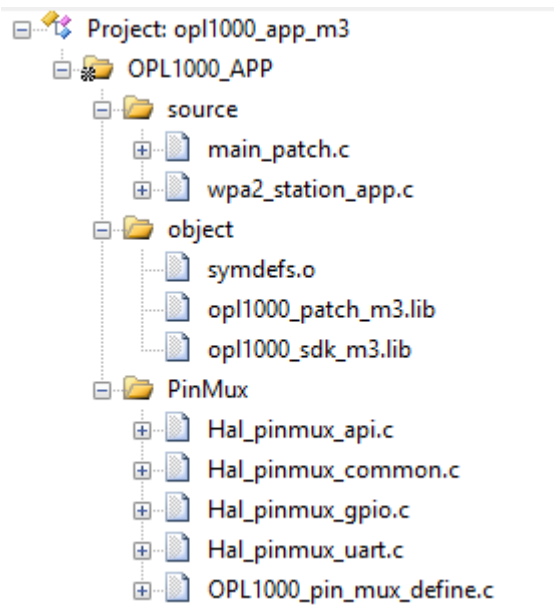 Project: opl1000_app_m3
OPL1000_APP
source
main_patch.c
wpa2_station_app.c
object
symdefs.o
opl1000_patch_m3.lib
opl1000_sdk_m3.lib
PinMux
Hal_pinmux_api.c
Hal_pinmux_common.c
Hal_pinmux_gpio.c
Hal_pinmux_uart.c
OPL1000_pin_mux_define.c